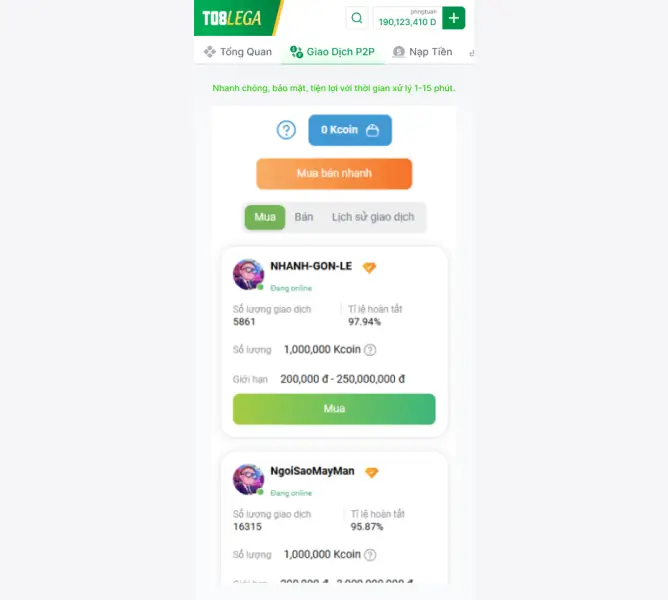 TO8LEGA
phingtuan
190,123,410 D
Tổng Quan
Giao Dịch P2P
Nạp Tiền
Nhanh chóng, bảo mật, tiện lợi với thời gian xử lý 1-15 phút.
? 0 Kcoin
Mua bán nhanh
Mua Bán Lịch sử giao dịch
NHANH-GON-LE
Đang online
Số lượng giao dịch Tỉ lệ hoàn tất
5861 97.94%
Số lượng 1,000,000 Kcoin ?
Giới hạn 200,000 đ - 250,000,000 đ
Mua
NgoiSaoMayMan
Đang online
Số lượng giao dịch Tỉ lệ hoàn tất
16315 95.87%
Số lượng 1,000,000 Kcoin ?